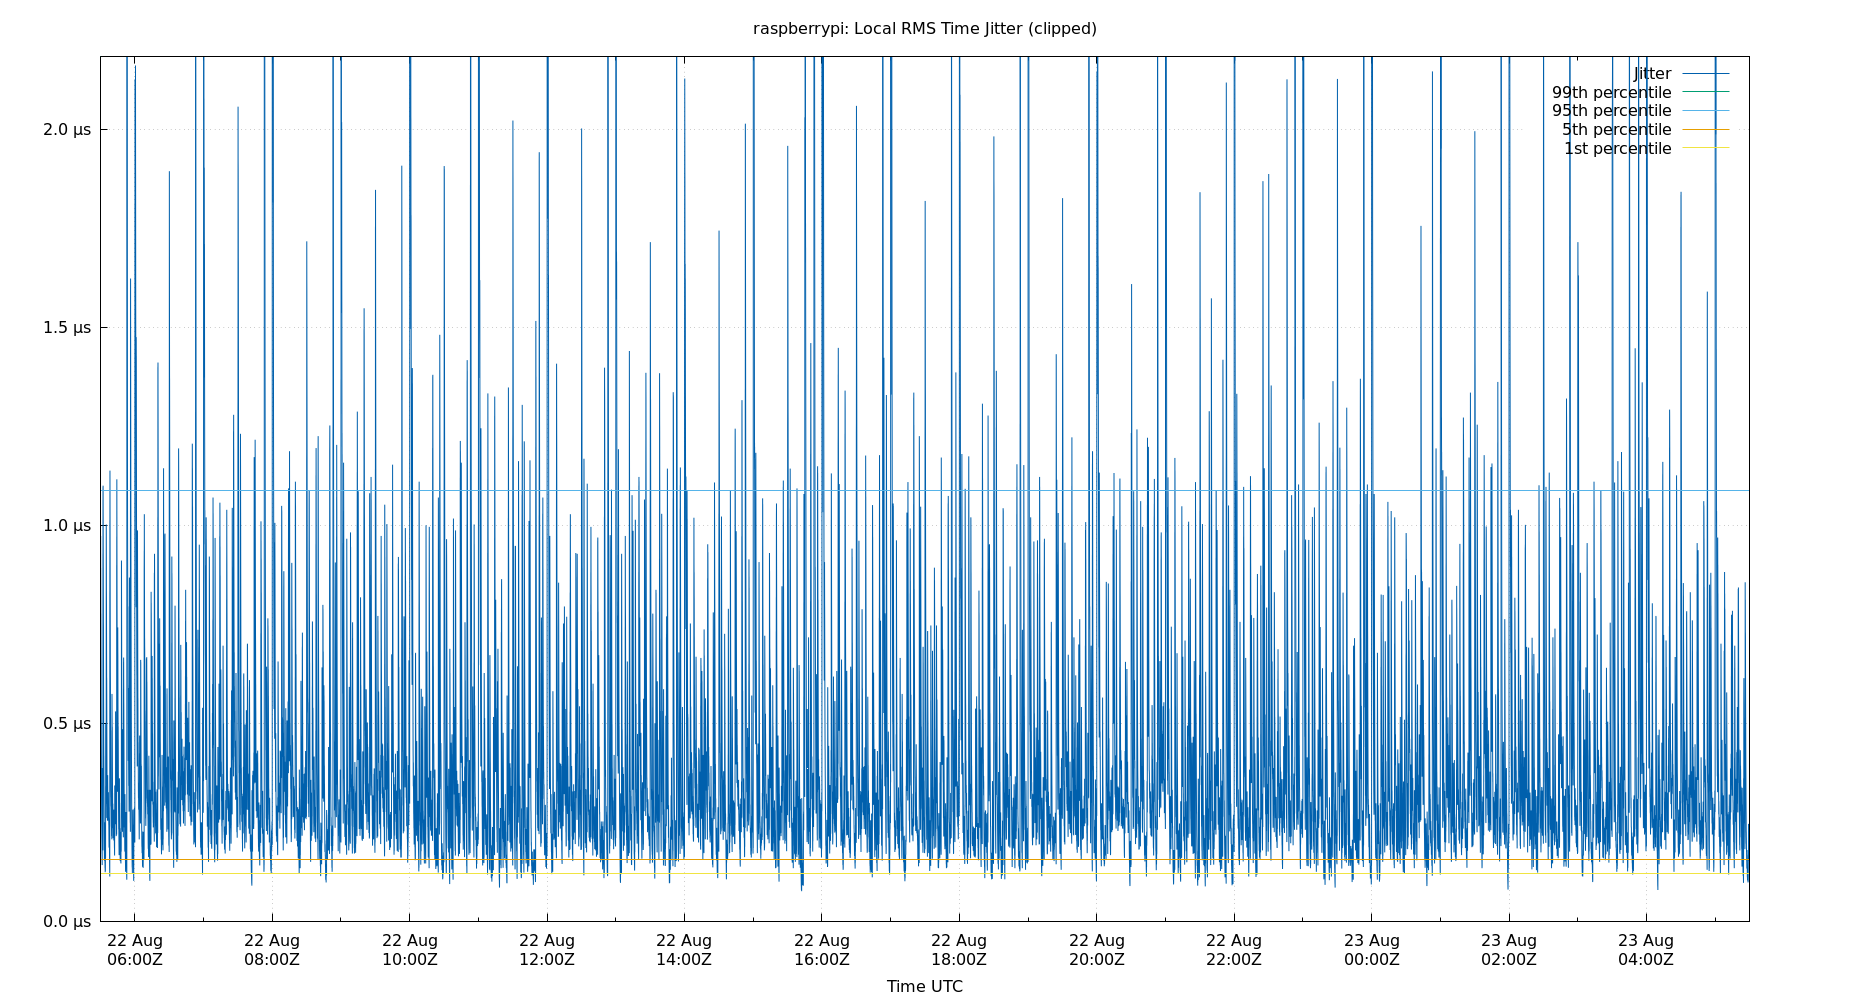 raspberrypi: Local RMS Time Jitter (clipped)
Jitter
99th percentile
95th percentile
5th percentile
1st percentile
2.0 µs
1.5 µs
1.0 µs
0.5 µs
0.0 µs
22 Aug 22 Aug 22 Aug 22 Aug 22 Aug 22 Aug 22 Aug 22 Aug 22 Aug 23 Aug 23 Aug 23 Aug
06:00Z 08:00Z 10:00Z 12:00Z 14:00Z 16:00Z 18:00Z 20:00Z 22:00Z 00:00Z 02:00Z 04:00Z
Time UTC